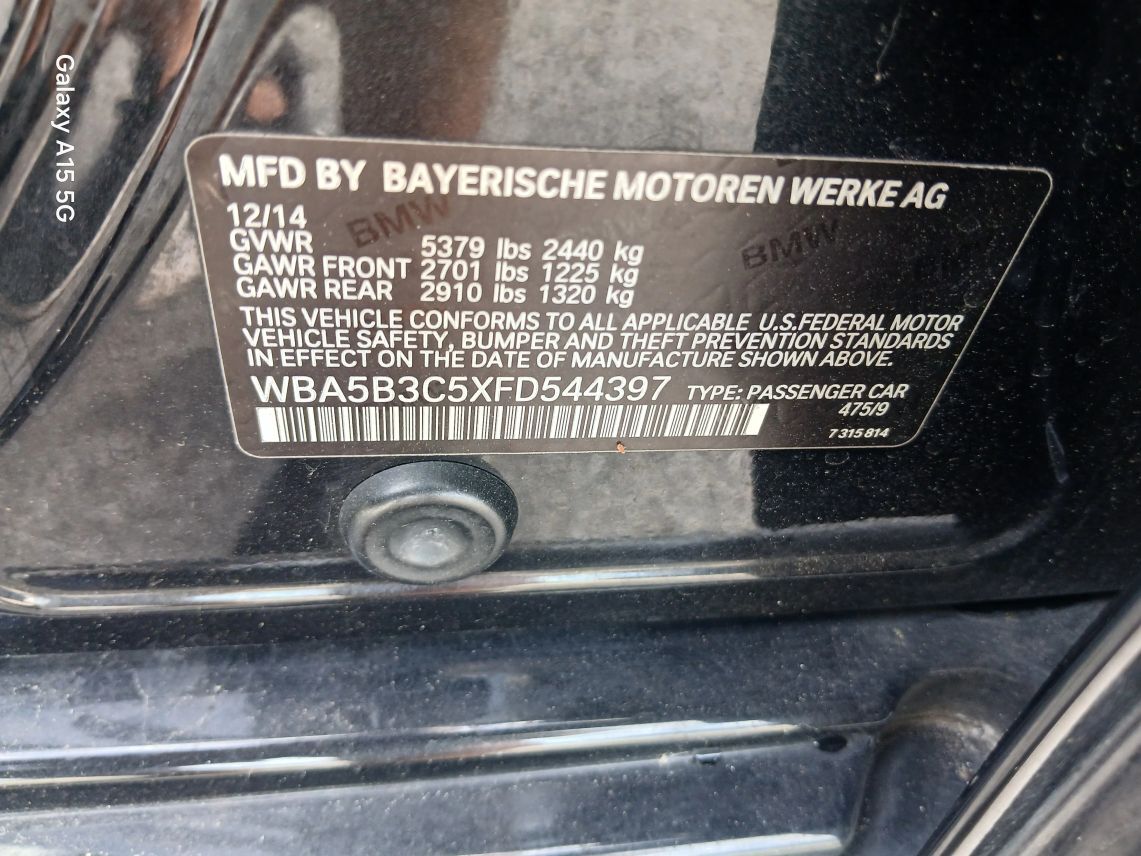 MFD BY BAYERISCHE MOTOREN WERKE AG
12/14
GVWR 5379 lbs 2440 kg
GAWR FRONT 2701 lbs 1225 kg
GAWR REAR 2910 lbs 1320 kg
THIS VEHICLE CONFORMS TO ALL APPLICABLE U.S.FEDERAL MOTOR
VEHICLE SAFETY, BUMPER AND THEFT PREVENTION STANDARDS
IN EFFECT ON THE DATE OF MANUFACTURE SHOWN ABOVE.
WBA5B3C5XFD544397 TYPE: PASSENGER CAR
475/9
7 315 814
BMW
BMW
Galaxy A15 5G